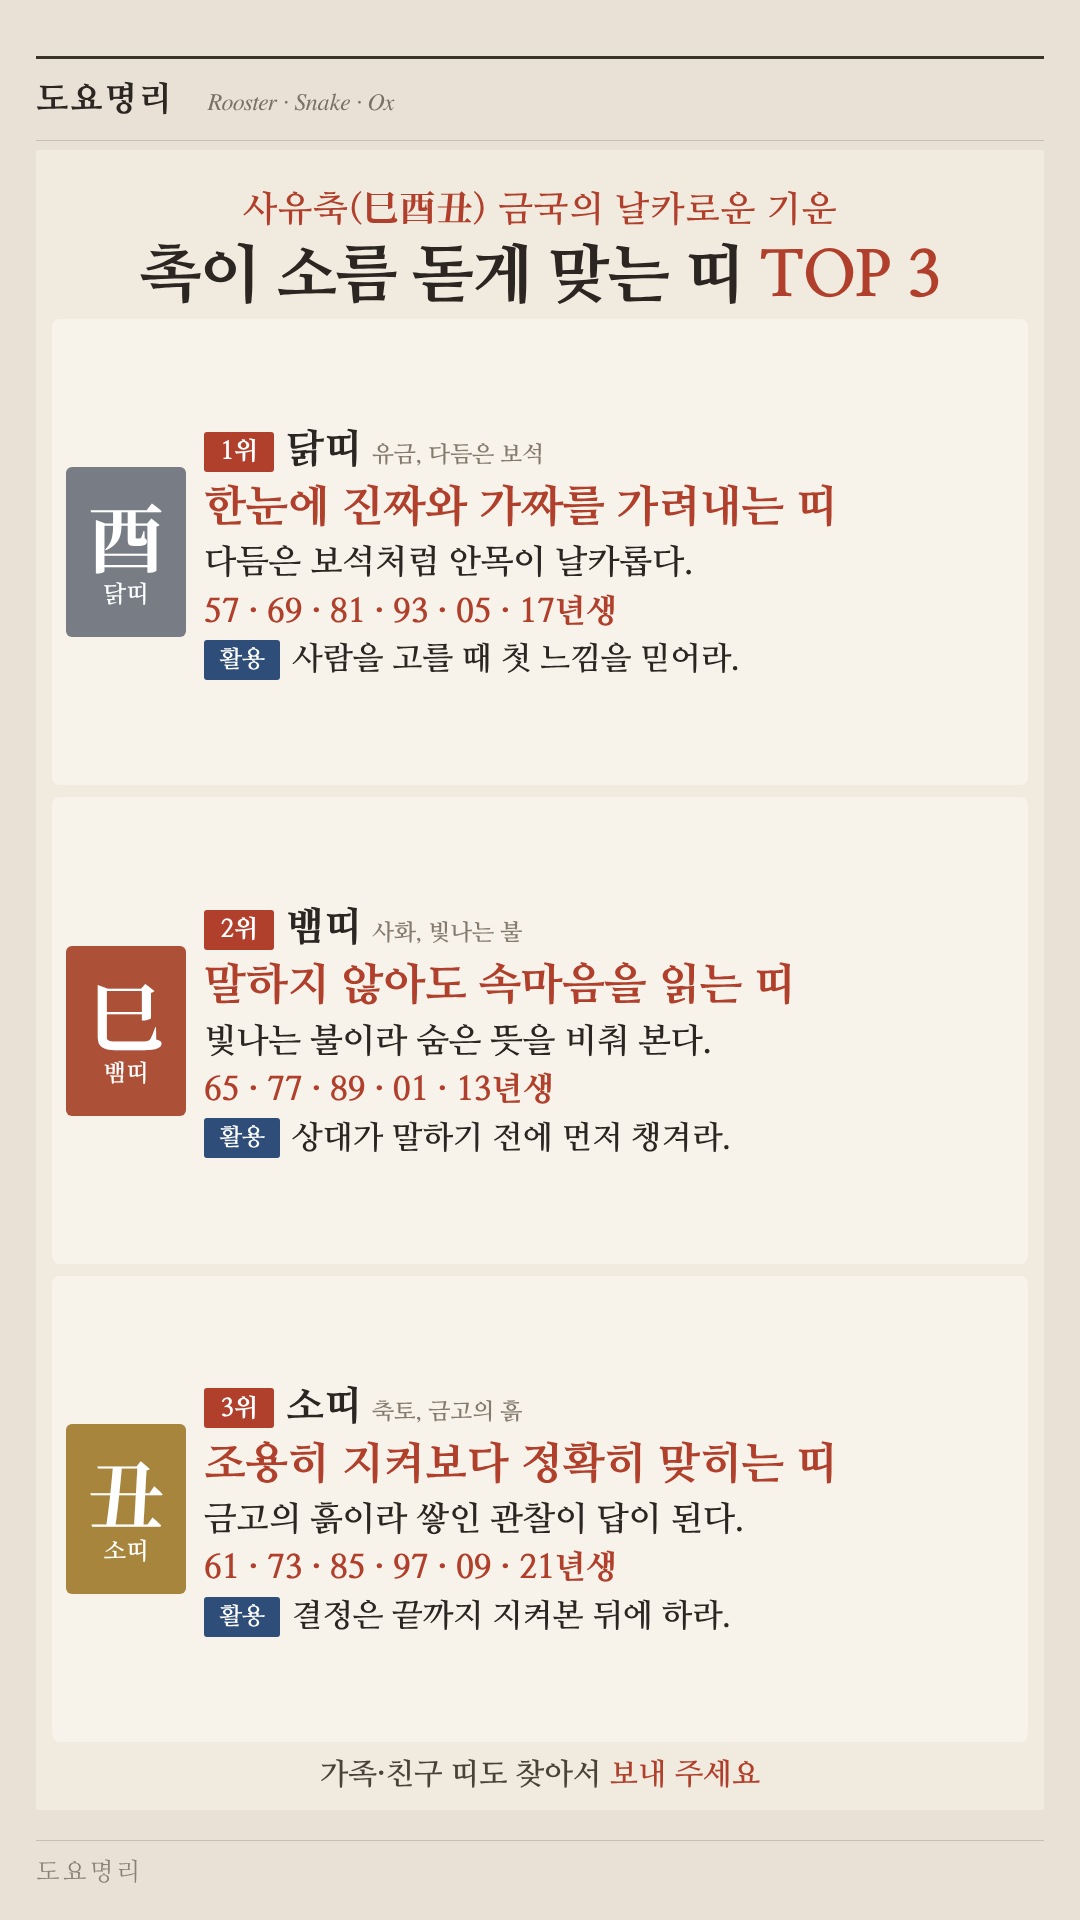 도요명리 Rooster · Snake · Ox
사유축(巳酉丑) 금국의 날카로운 기운
촉이 소름 돋게 맞는 띠 TOP 3
酉
닭띠
1위 닭띠 유금, 다듬은 보석
한눈에 진짜와 가짜를 가려내는 띠
다듬은 보석처럼 안목이 날카롭다.
57 · 69 · 81 · 93 · 05 · 17년생
활용 사람을 고를 때 첫 느낌을 믿어라.
巳
뱀띠
2위 뱀띠 사화, 빛나는 불
말하지 않아도 속마음을 읽는 띠
빛나는 불이라 숨은 뜻을 비춰 본다.
65 · 77 · 89 · 01 · 13년생
활용 상대가 말하기 전에 먼저 챙겨라.
丑
소띠
3위 소띠 축토, 금고의 흙
조용히 지켜보다 정확히 맞히는 띠
금고의 흙이라 쌓인 관찰이 답이 된다.
61 · 73 · 85 · 97 · 09 · 21년생
활용 결정은 끝까지 지켜본 뒤에 하라.
가족·친구 띠도 찾아서 보내 주세요
도요명리